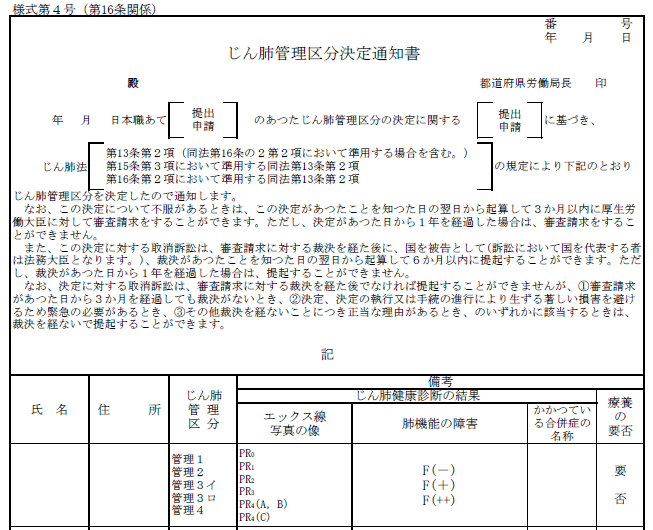 様式第４号（第16条関係）
番　　　　号
年　　月　　日
じん肺管理区分決定通知書
殿
都道府県労働局長　　印
年　　月　　日本職あて　提出　申請　のあつたじん肺管理区分の決定に関する　提出　申請　に基づき、
第13条第２項（同法第16条の２第２項において準用する場合を含む。）
じん肺法　第15条第３項において準用する同法第13条第２項　の規定により下記のとおり
第16条第２項において準用する同法第13条第２項
じん肺管理区分を決定したので通知します。
なお、この決定について不服があるときは、この決定があつたことを知つた日の翌日から起算して３か月以内に厚生労
働大臣に対して審査請求をすることができます。ただし、決定があつた日から１年を経過した場合は、審査請求をするこ
とができません。
また、この決定に対する取消訴訟は、審査請求に対する裁決を経た後に、国を被告として(訴訟において国を代表する者
は法務大臣となります。)、裁決があつたことを知つた日の翌日から起算して６か月以内に提起することができます。ただ
し、裁決があつた日から１年を経過した場合は、提起することができません。
なお、決定に対する取消訴訟は、審査請求に対する裁決を経た後でなければ提起することができませんが、①審査請求
があつた日から３か月を経過しても裁決がないとき、②決定、決定の執行又は手続の進行により生ずる著しい損害を避け
るため緊急の必要があるとき、③その他裁決を経ないことにつき正当な理由があるとき、のいずれかに該当するときは、
裁決を経ないで提起することができます。
記
氏　名
住　　所
じん肺
管　理
区　分
備考
じん肺健康診断の結果
エックス線
写真の像
肺機能の障害
かかつてい
る合併症の
名称
療養
の
要否
管理１
管理２
管理３イ
管理３ロ
管理４
PR₀
PR₁
PR₂
PR₃
PR₄(A, B)
PR₄(C)
F(－)
F(＋)
F(++)
要
否